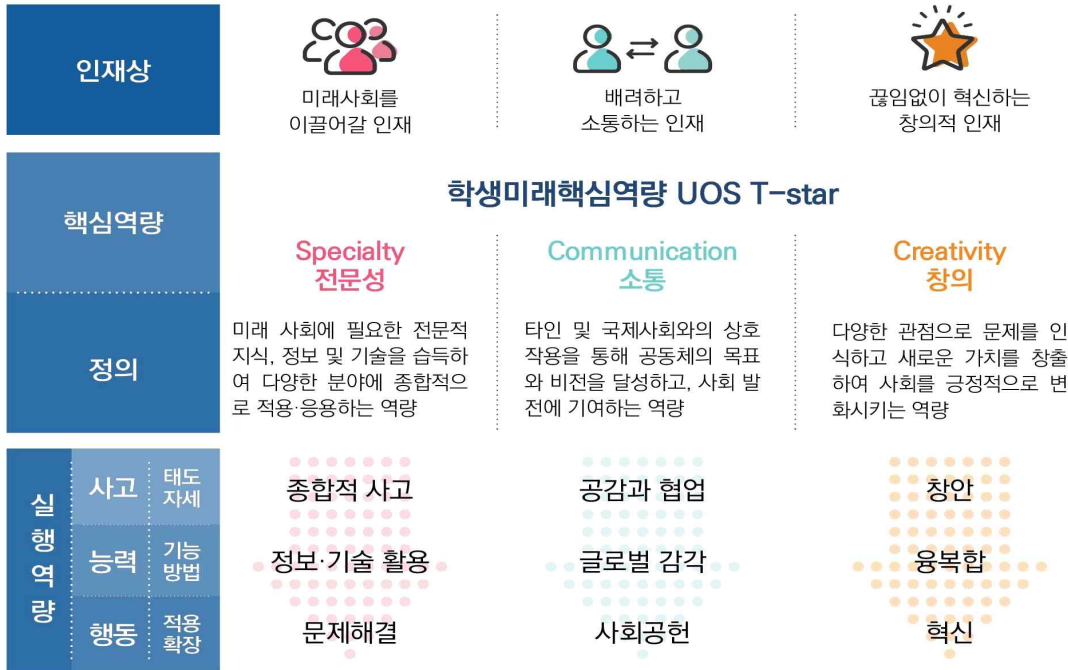 인재상
미래사회를
이끌어갈 인재
배려하고
소통하는 인재
끊임없이 혁신하는
창의적 인재
핵심역량
학생미래핵심역량 UOS T-star
Specialty
전문성
Communication
소통
Creativity
창의
정의
미래 사회에 필요한 전문적
지식, 정보 및 기술을 습득하
여 다양한 분야에 종합적으
로 적용·응용하는 역량
타인 및 국제사회와의 상호
작용을 통해 공동체의 목표
와 비전을 달성하고, 사회 발
전에 기여하는 역량
다양한 관점으로 문제를 인
식하고 새로운 가치를 창출
하여 사회를 긍정적으로 변
화시키는 역량
실행역량
사고
태도
자세
종합적 사고
공감과 협업
창안
능력
기능
방법
정보·기술 활용
글로벌 감각
융복합
행동
적용
확장
문제해결
사회공헌
혁신